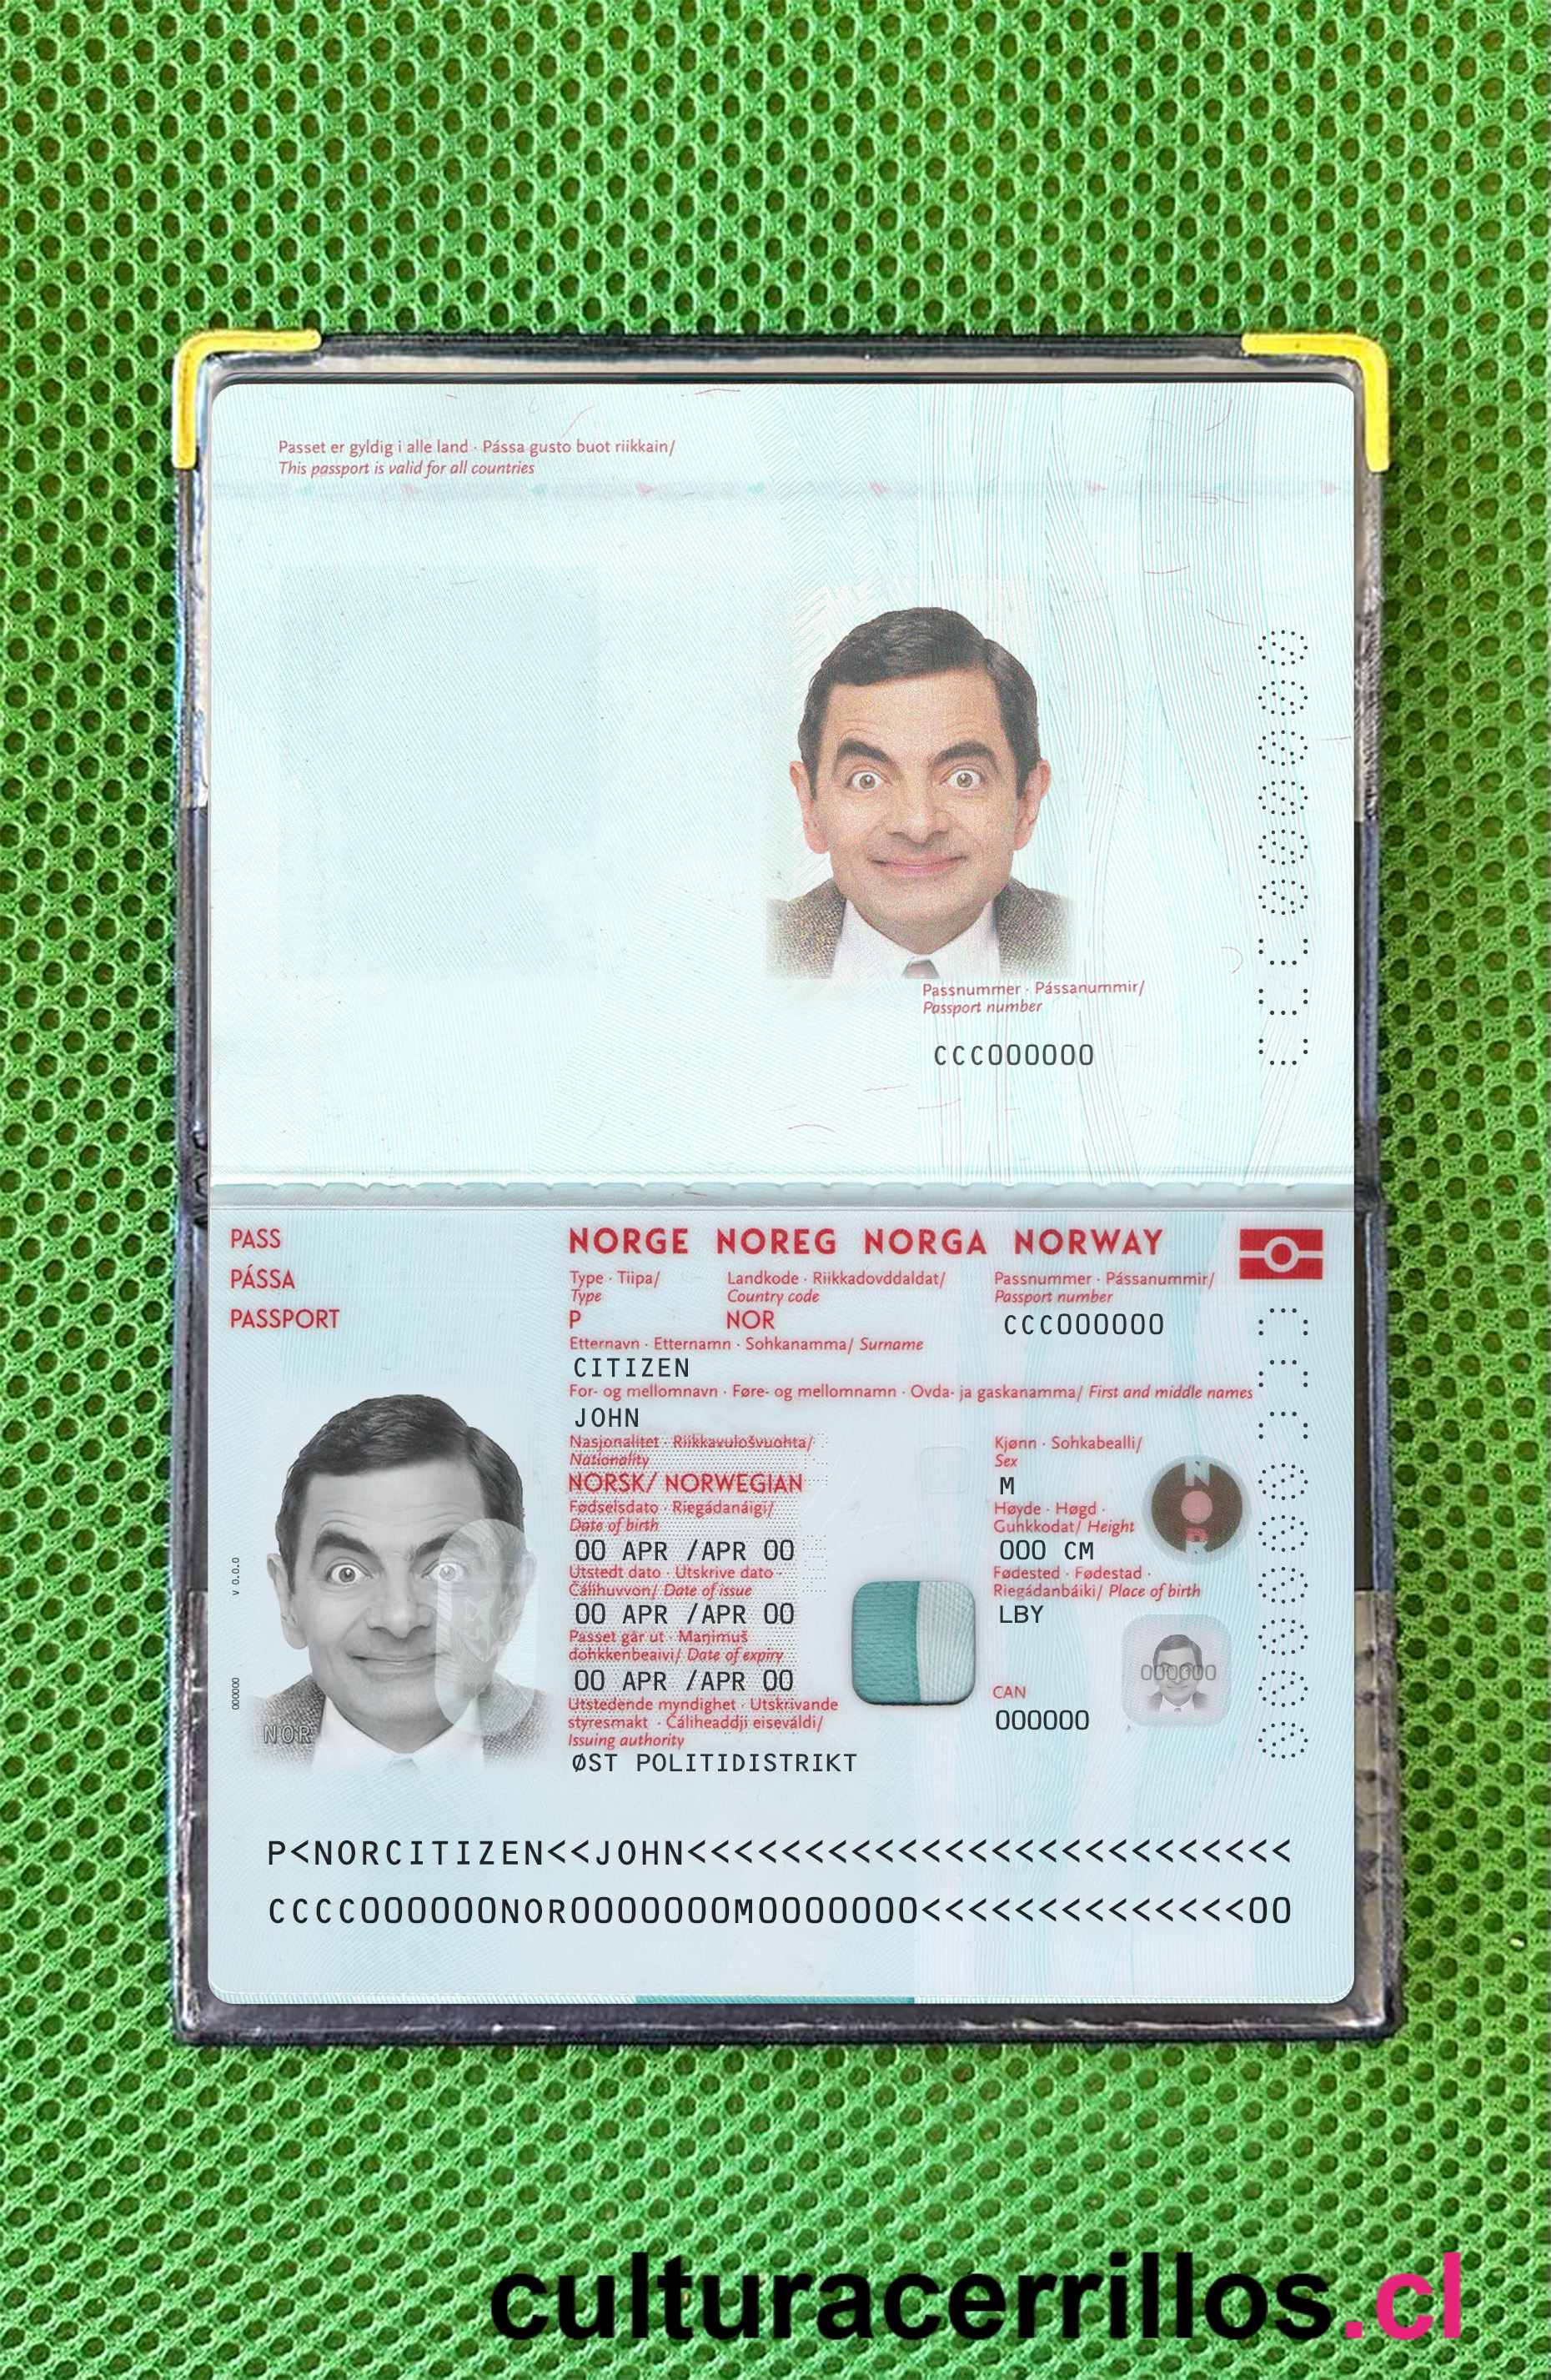 Passet er gyldig i alle land · Pássa gusto buot riikkain/
This passport is valid for all countries
Passnummer · Pássanummir/
Passport number
CCC000000
CCC000000
PASS
PÁSSA
PASSPORT
NORGE NOREG NORGA NORWAY
Type · Tiipa/
Type
P
Landkode · Riikkadovddaldat/
Country code
NOR
Passnummer · Pássanummir/
Passport number
CCC000000
Etternavn · Etternamn · Sohkanamma/ Surname
CITIZEN
For- og mellomnavn · Føre- og mellomnamn · Ovda- ja gaskanamma/ First and middle names
JOHN
Nasjonalitet · Riikkavulošvuohta/
Nationality
NORSK/ NORWEGIAN
Kjønn · Sohkabealli/
Sex
M
Fødselsdato · Riegádanáigi/
Date of birth
00 APR /APR 00
Høyde · Høgd ·
Guhkkodat/ Height
000 CM
Utstedt dato · Utskrive dato ·
Čálihuvvon/ Date of issue
00 APR /APR 00
Fødested · Fødestad ·
Riegádanbáiki/ Place of birth
LBY
Passet går ut · Maŋimuš
dohkkenbeaivi/ Date of expiry
00 APR /APR 00
CAN
000000
Utstedende myndighet · Utskrivande
styresmakt · Čáliheaddji eiseváldi/
Issuing authority
ØST POLITIDISTRIKT
NOR
000000
V 0.0.0
000000
NOR
CCC000000
P<NORCITIZEN<<JOHN<<<<<<<<<<<<<<<<<<<<<<<<<<
CCCC000000NOR0000000M0000000<<<<<<<<<<<<<<00
culturacerrillos.cl